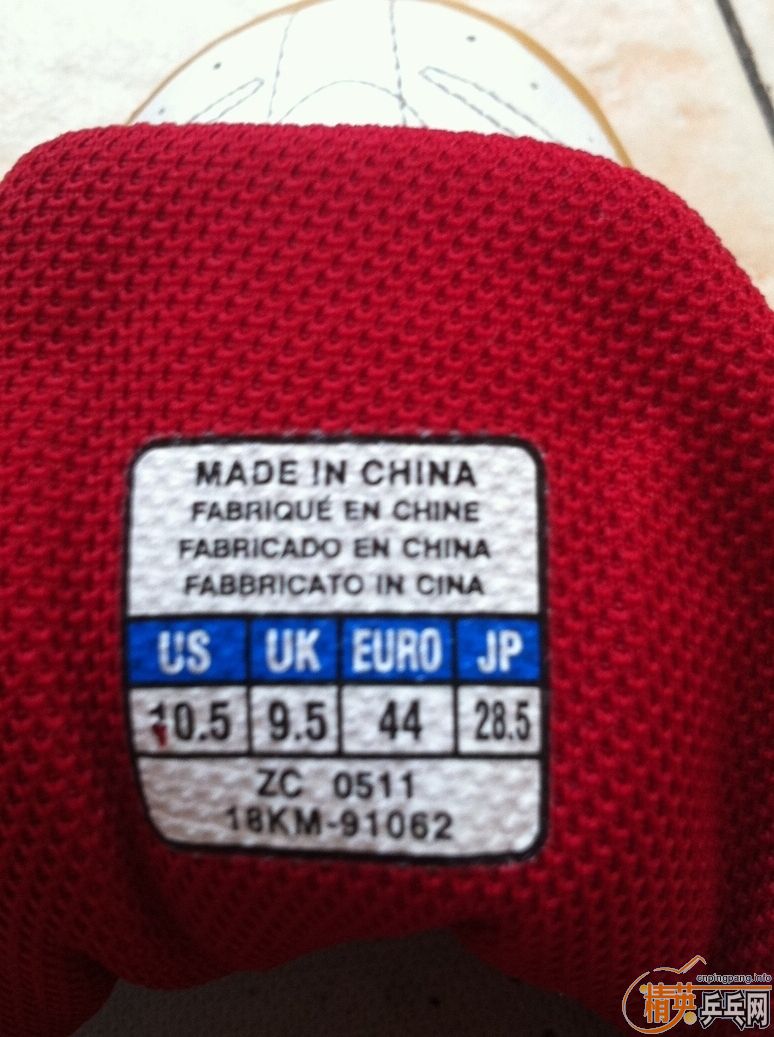 MADE IN CHINA
FABRIQUÉ EN CHINE
FABRICADO EN CHINA
FABBRICATO IN CINA
US UK EURO JP
10.5 9.5 44 28.5
ZC 0511
18KM-91062
cnpingpang.info
精英乒乓网